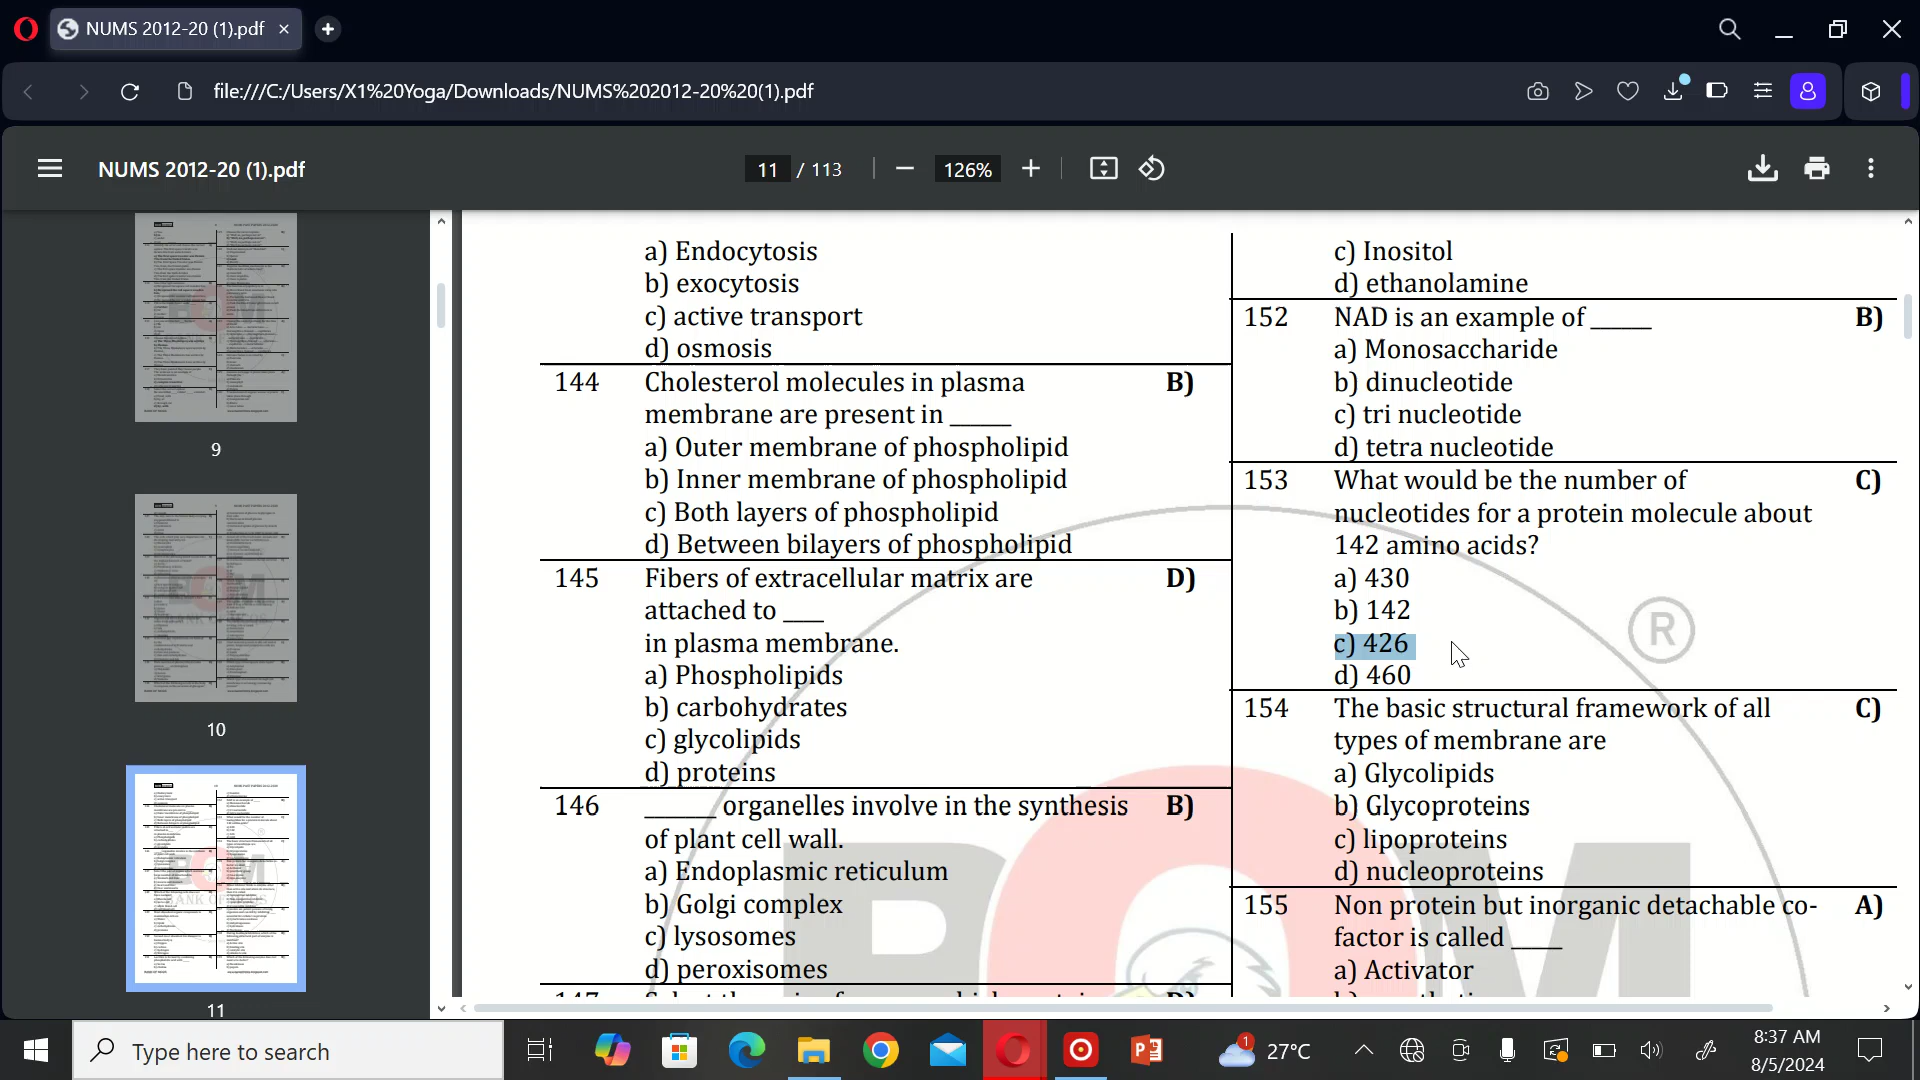 NUMS 2012-20 (1).pdf
file:///C:/Users/X1%20Yoga/Downloads/NUMS%202012-20%20(1).pdf
NUMS 2012-20 (1).pdf
11 / 113
126%
9
10
11
a) Endocytosis
b) exocytosis
c) active transport
d) osmosis
144 Cholesterol molecules in plasma B)
membrane are present in ______
a) Outer membrane of phospholipid
b) Inner membrane of phospholipid
c) Both layers of phospholipid
d) Between bilayers of phospholipid
145 Fibers of extracellular matrix are D)
attached to ____
in plasma membrane.
a) Phospholipids
b) carbohydrates
c) glycolipids
d) proteins
146 _______ organelles involve in the synthesis B)
of plant cell wall.
a) Endoplasmic reticulum
b) Golgi complex
c) lysosomes
d) peroxisomes
c) Inositol
d) ethanolamine
152 NAD is an example of ______ B)
a) Monosaccharide
b) dinucleotide
c) tri nucleotide
d) tetra nucleotide
153 What would be the number of C)
nucleotides for a protein molecule about
142 amino acids?
a) 430
b) 142
c) 426
d) 460
154 The basic structural framework of all C)
types of membrane are
a) Glycolipids
b) Glycoproteins
c) lipoproteins
d) nucleoproteins
155 Non protein but inorganic detachable co- A)
factor is called _____
a) Activator
BOM
®
Type here to search
1
27°C
8:37 AM
8/5/2024